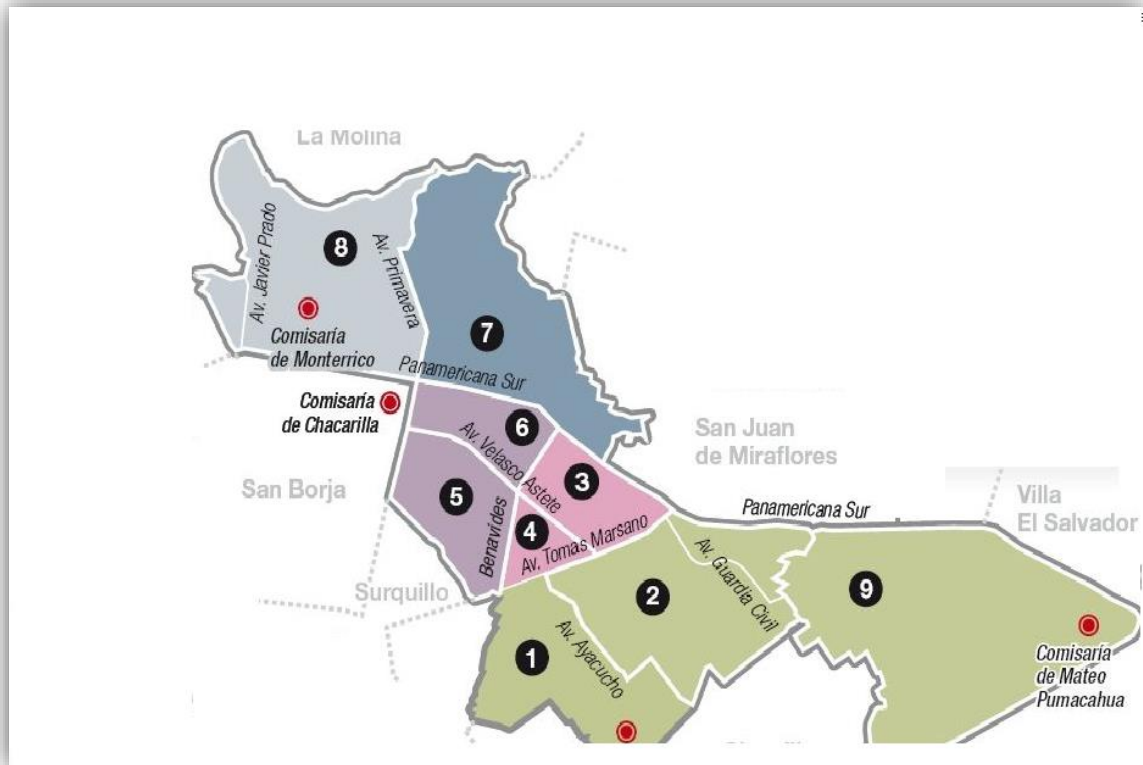 La Molina
8
Av. Javier Prado
Av. Primavera
Comisaría
de Monterrico
7
Panamericana Sur
Comisaría
de Chacarilla
6
Av. Velasco Astete
San Juan
de Miraflores
3
San Borja
5
Benavides
4
Av. Tomas Marsano
Panamericana Sur
Villa
El Salvador
Surquillo
2
Av. Guardia Civil
9
1
Av. Ayacucho
Comisaría
de Mateo
Pumacahua